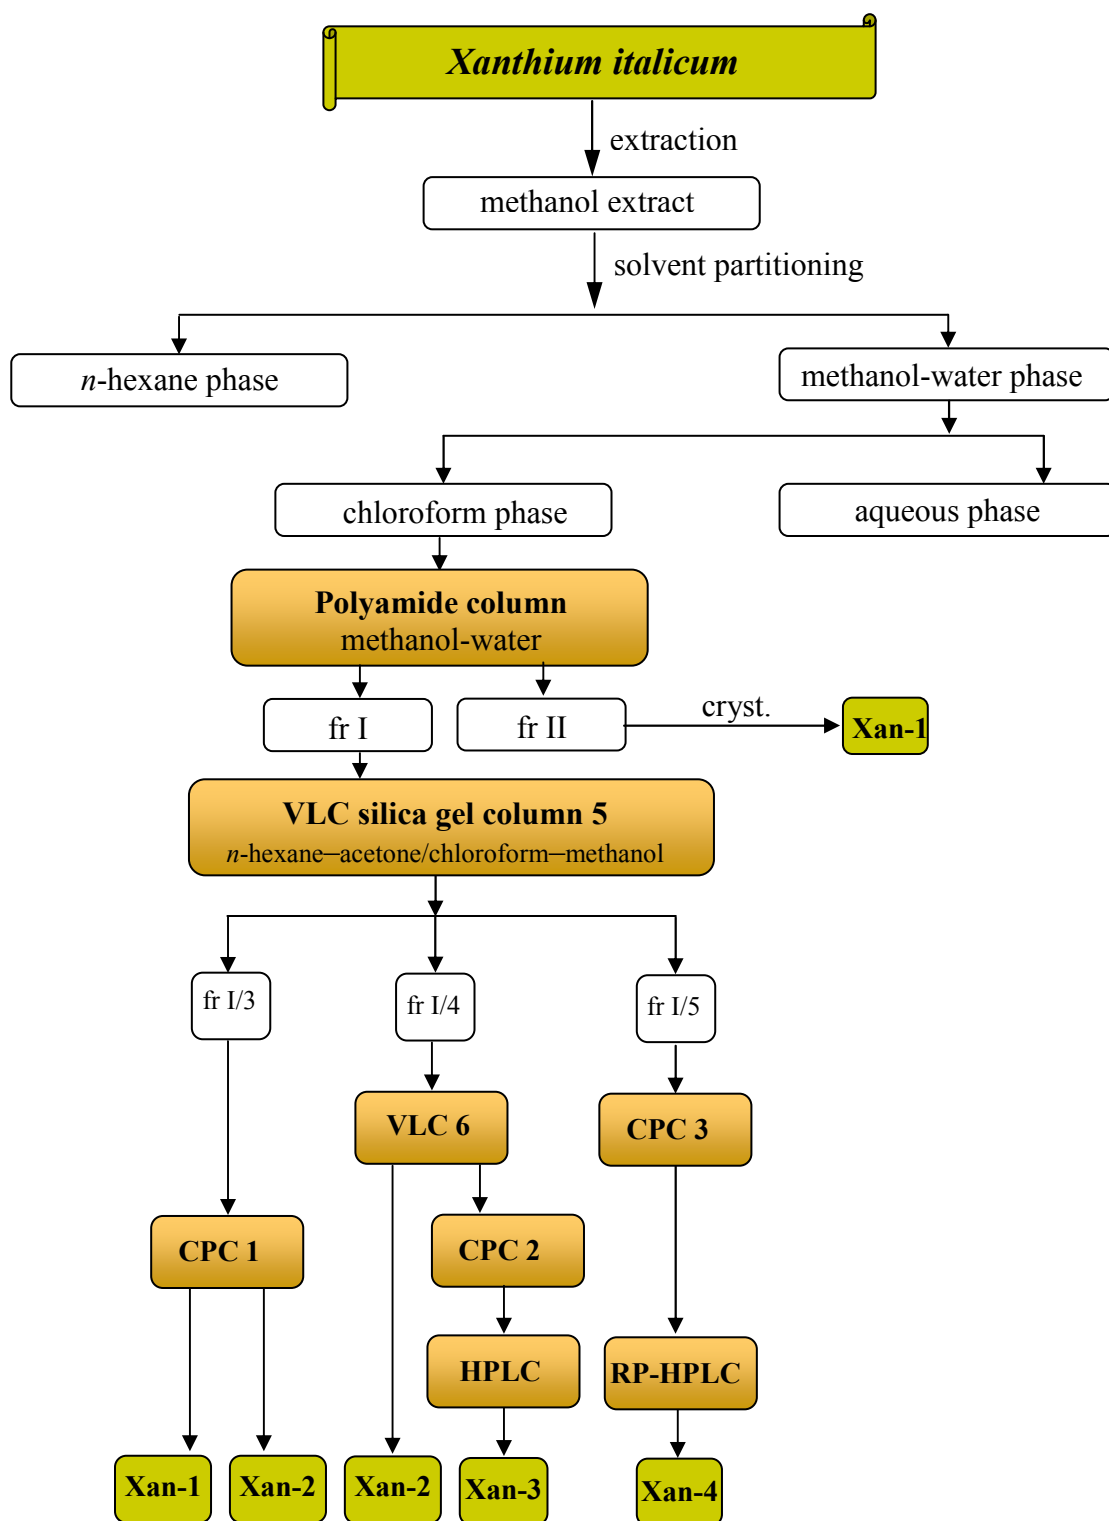 Xanthium italicum
extraction
methanol extract
solvent partitioning
n-hexane phase
methanol-water phase
chloroform phase
aqueous phase
Polyamide column
methanol-water
fr I
fr II
cryst.
Xan-1
VLC silica gel column 5
n-hexane–acetone/chloroform–methanol
fr I/3
fr I/4
fr I/5
VLC 6
CPC 3
CPC 1
CPC 2
HPLC
RP-HPLC
Xan-1
Xan-2
Xan-2
Xan-3
Xan-4